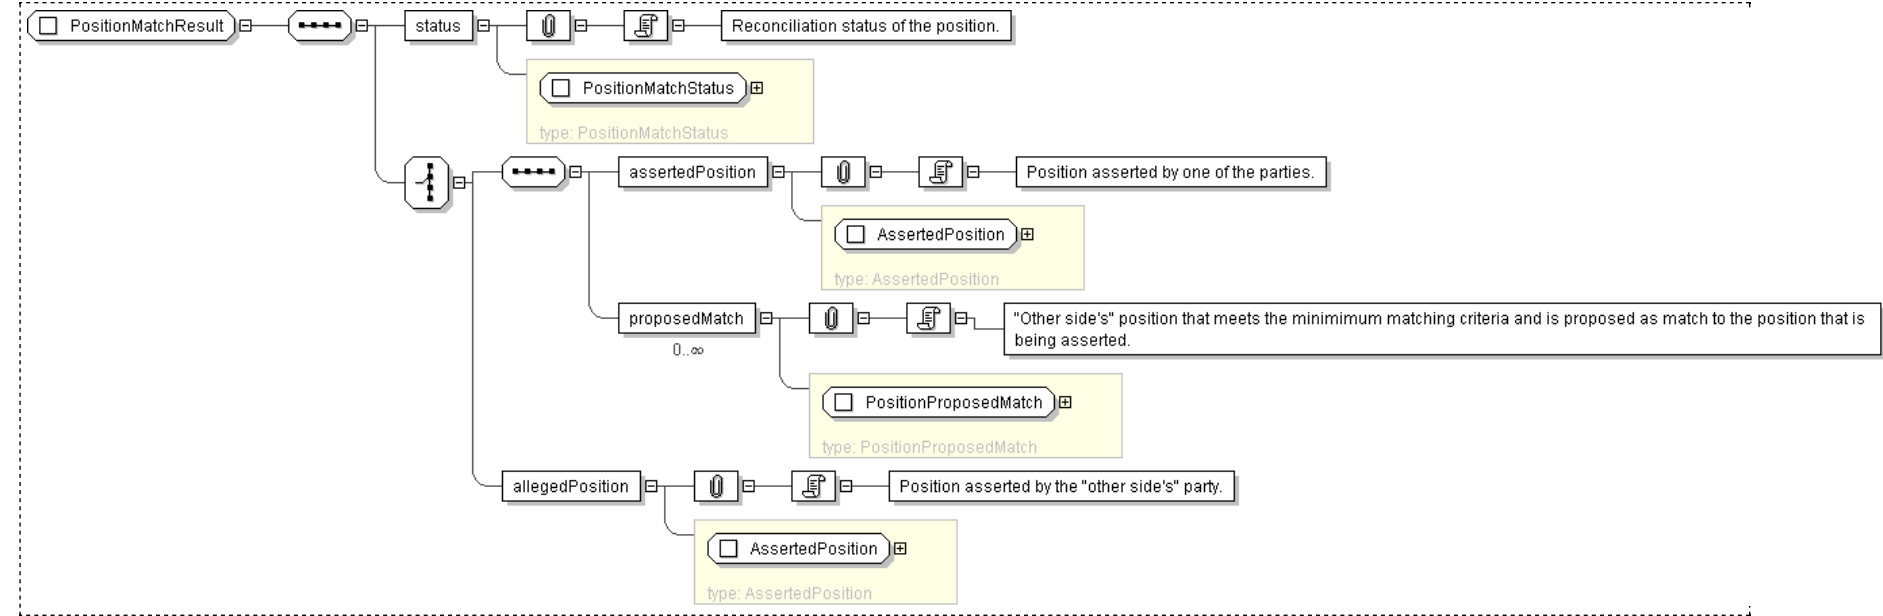 PositionMatchResult
status
Reconciliation status of the position.
PositionMatchStatus
type: PositionMatchStatus
assertedPosition
Position asserted by one of the parties.
AssertedPosition
type: AssertedPosition
proposedMatch
0..∞
"Other side's" position that meets the minimimum matching criteria and is proposed as match to the position that is
being asserted.
PositionProposedMatch
type: PositionProposedMatch
allegedPosition
Position asserted by the "other side's" party.
AssertedPosition
type: AssertedPosition